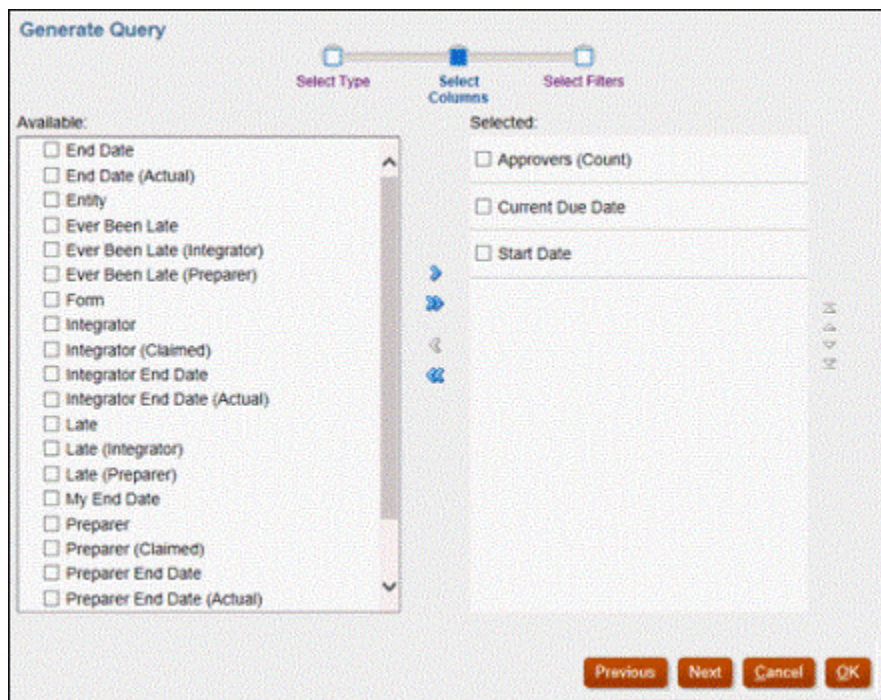 Generate Query
Select Type
Select
Columns
Select Filters
Available:
End Date
End Date (Actual)
Entity
Ever Been Late
Ever Been Late (Integrator)
Ever Been Late (Preparer)
Form
Integrator
Integrator (Claimed)
Integrator End Date
Integrator End Date (Actual)
Late
Late (Integrator)
Late (Preparer)
My End Date
Preparer
Preparer (Claimed)
Preparer End Date
Preparer End Date (Actual)
Selected:
Approvers (Count)
Current Due Date
Start Date
Previous
Next
Cancel
OK